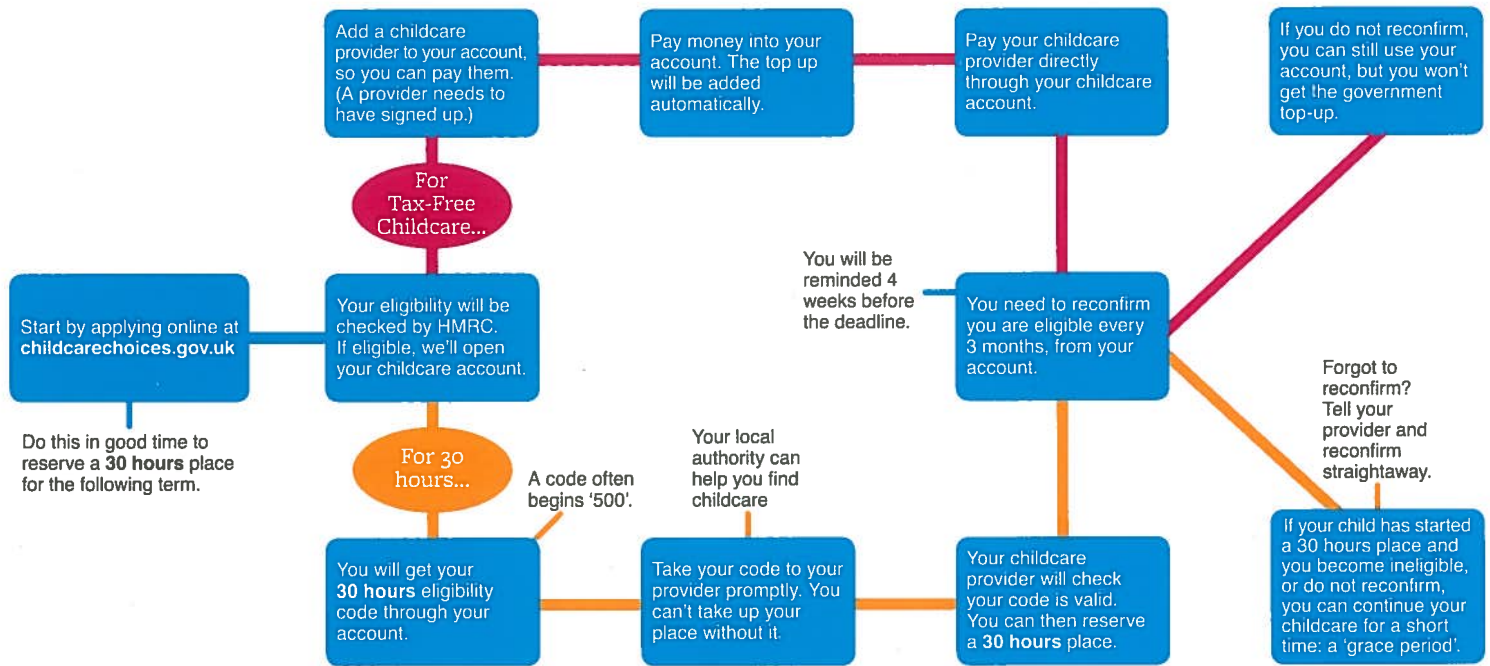 Start by applying online at
childcarechoices.gov.uk
Do this in good time to
reserve a 30 hours place
for the following term.
Your eligibility will be
checked by HMRC.
If eligible, we'll open
your childcare account.
For
Tax-Free
Childcare...
Add a childcare
provider to your account,
so you can pay them.
(A provider needs to
have signed up.)
Pay money into your
account. The top up
will be added
automatically.
Pay your childcare
provider directly
through your childcare
account.
For 30
hours...
You will get your
30 hours eligibility
code through your
account.
A code often
begins '500'.
Take your code to your
provider promptly. You
can't take up your
place without it.
Your local
authority can
help you find
childcare
Your childcare
provider will check
your code is valid.
You can then reserve
a 30 hours place.
You need to reconfirm
you are eligible every
3 months, from your
account.
You will be
reminded 4
weeks before
the deadline.
If you do not reconfirm,
you can still use your
account, but you won't
get the government
top-up.
Forgot to
reconfirm?
Tell your
provider and
reconfirm
straightaway.
If your child has started
a 30 hours place and
you become ineligible,
or do not reconfirm,
you can continue your
childcare for a short
time: a 'grace period'.